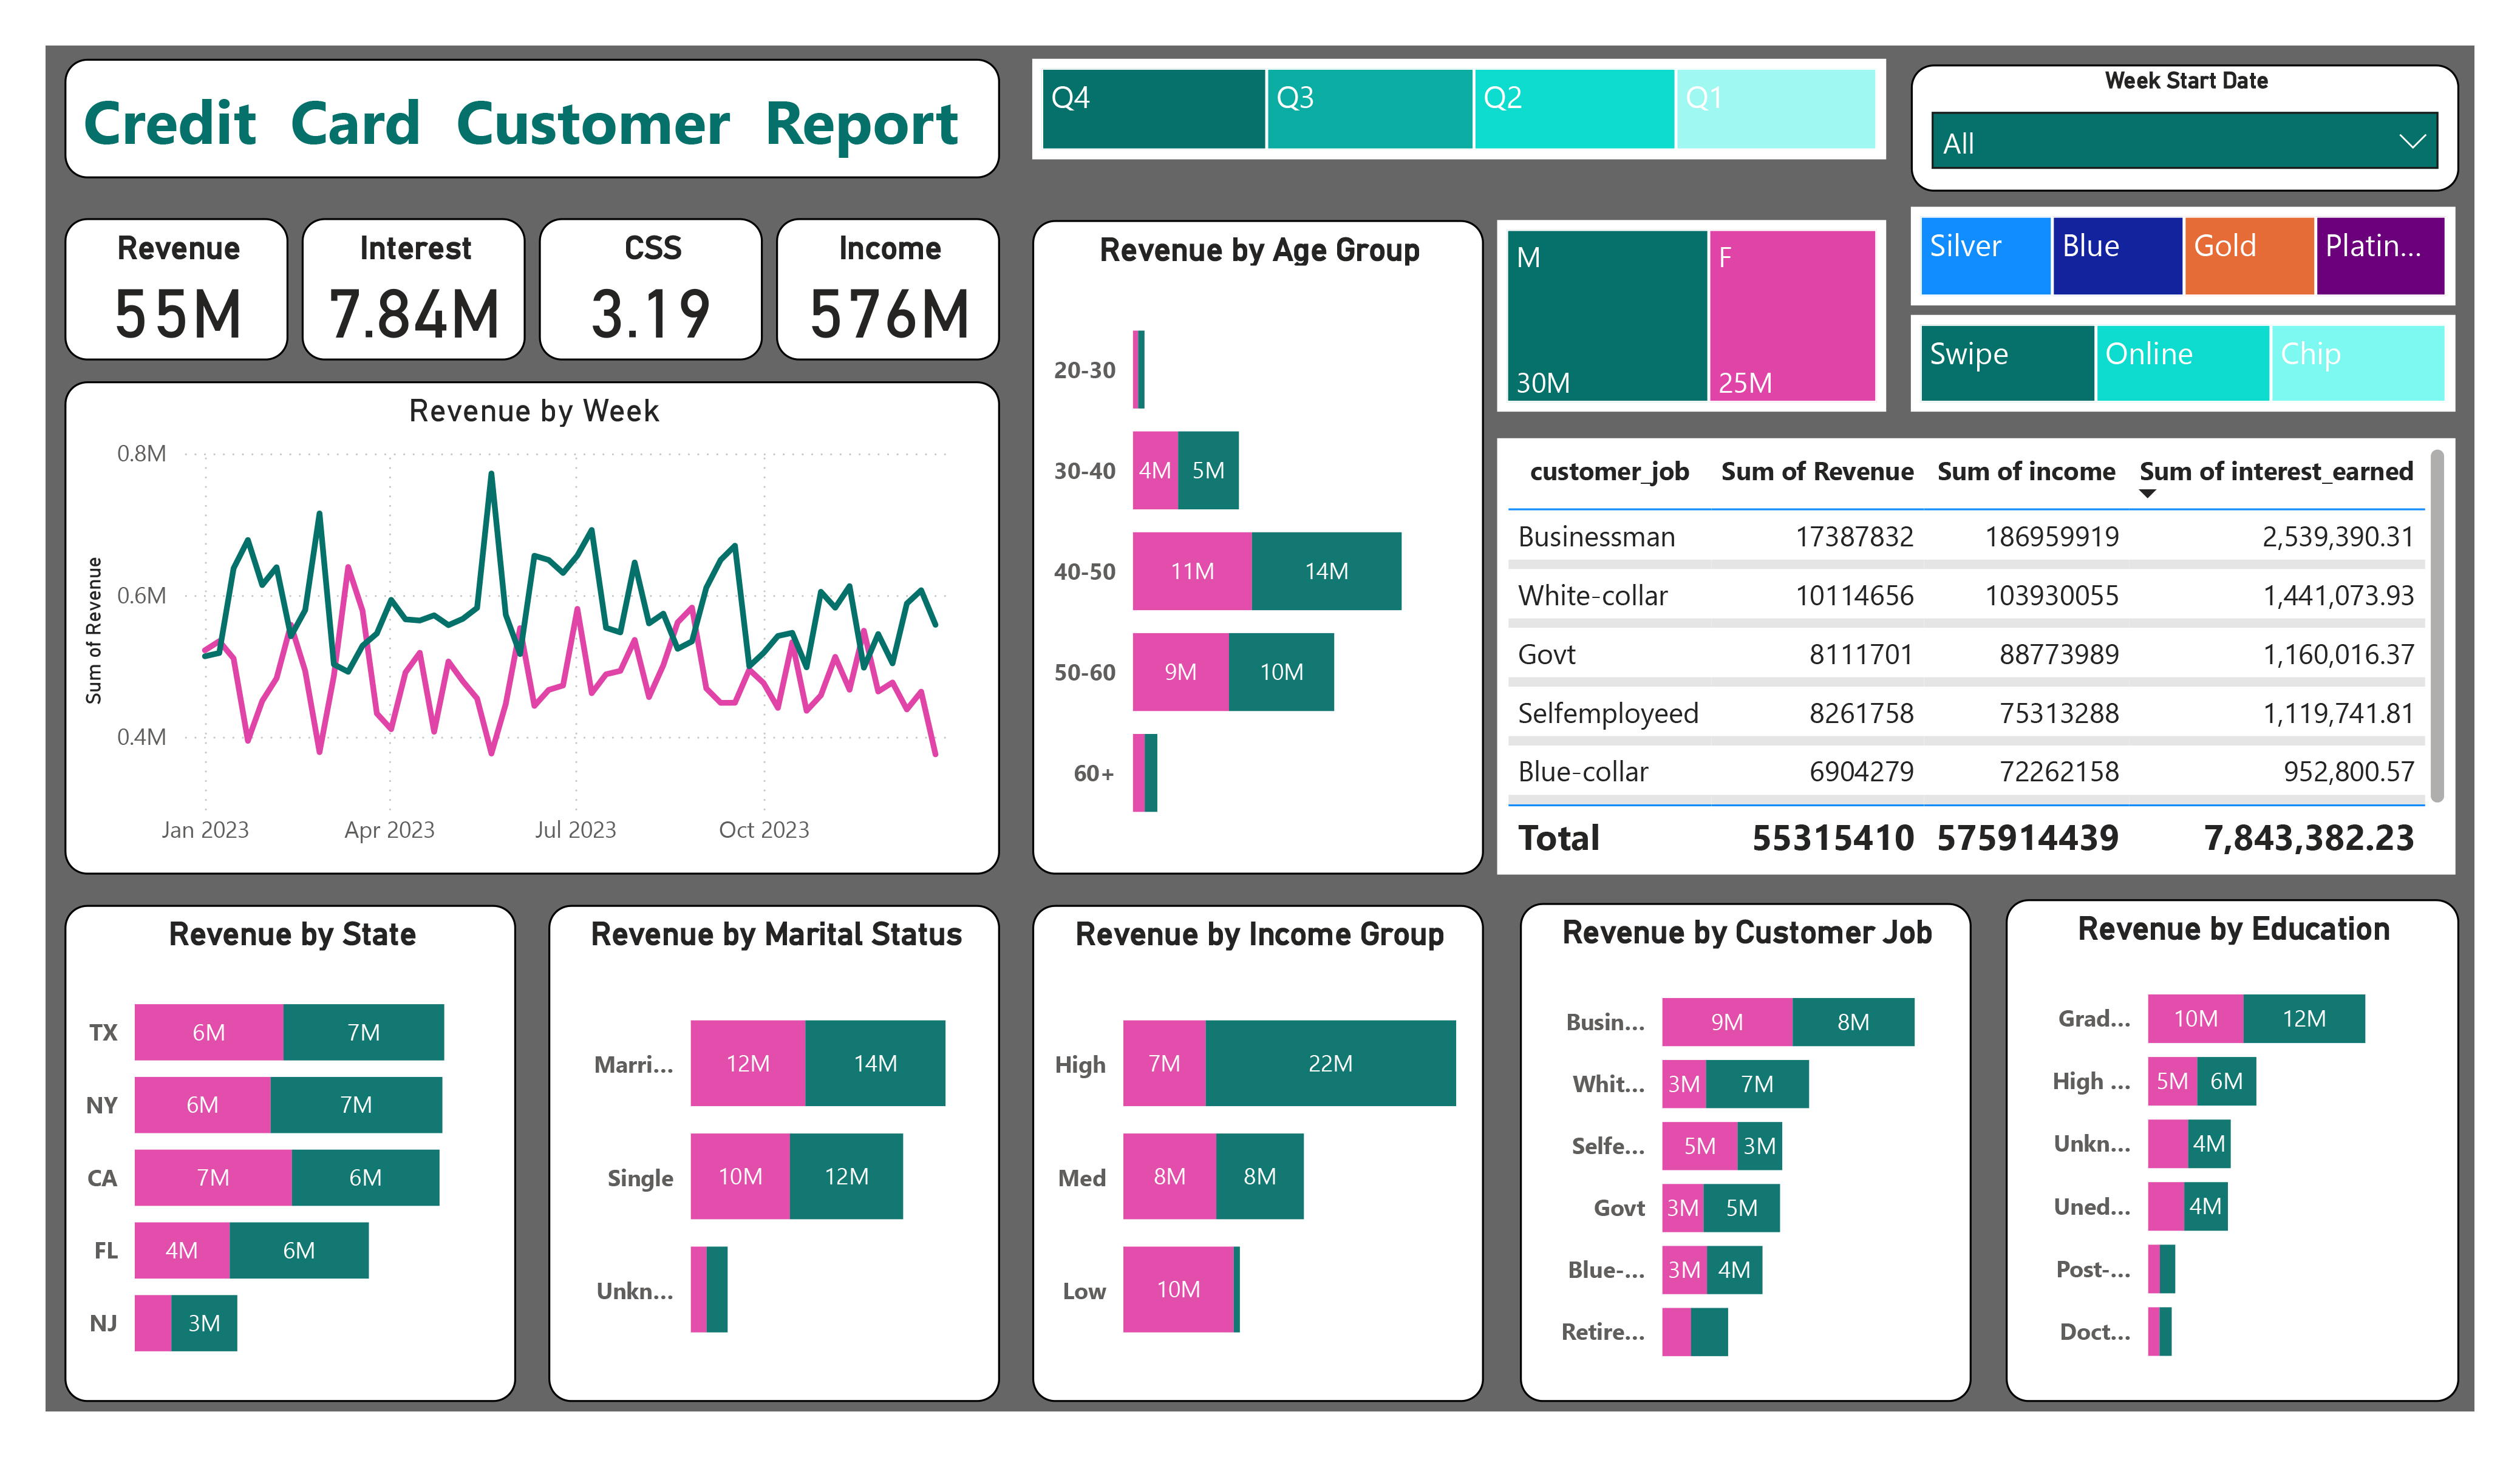 Credit Card Customer Report
Q4 Q3 Q2 Q1
Week Start Date
All
Revenue
55M
Interest
7.84M
CSS
3.19
Income
576M
Revenue by Week
Sum of Revenue
0.8M
0.6M
0.4M
Jan 2023 Apr 2023 Jul 2023 Oct 2023
Revenue by Age Group
20-30
30-40 4M 5M
40-50 11M 14M
50-60 9M 10M
60+
M
30M
F
25M
Silver Blue Gold Platin...
Swipe Online Chip
customer_job Sum of Revenue Sum of income Sum of interest_earned
Businessman 17387832 186959919 2,539,390.31
White-collar 10114656 103930055 1,441,073.93
Govt 8111701 88773989 1,160,016.37
Selfemployeed 8261758 75313288 1,119,741.81
Blue-collar 6904279 72262158 952,800.57
Total 55315410 575914439 7,843,382.23
Revenue by State
TX 6M 7M
NY 6M 7M
CA 7M 6M
FL 4M 6M
NJ 3M
Revenue by Marital Status
Marri... 12M 14M
Single 10M 12M
Unkn...
Revenue by Income Group
High 7M 22M
Med 8M 8M
Low 10M
Revenue by Customer Job
Busin... 9M 8M
Whit... 3M 7M
Selfe... 5M 3M
Govt 3M 5M
Blue-... 3M 4M
Retire...
Revenue by Education
Grad... 10M 12M
High ... 5M 6M
Unkn... 4M
Uned... 4M
Post-...
Doct...